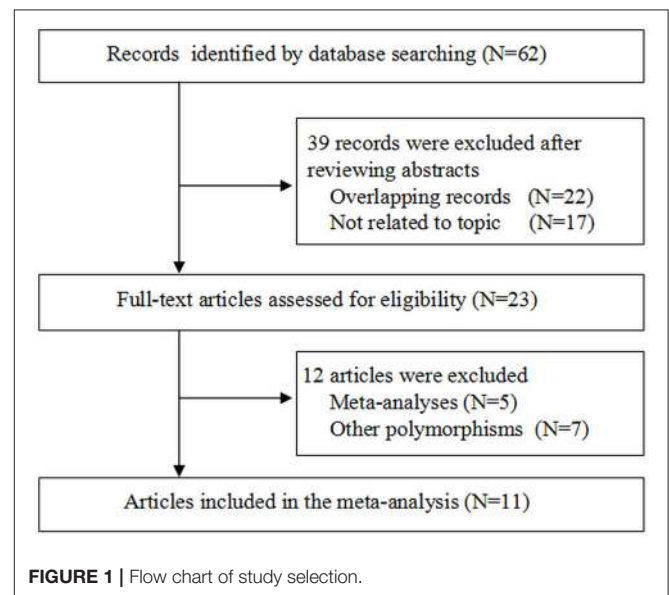 Records identified by database searching (N=62)
39 records were excluded after
reviewing abstracts
Overlapping records (N=22)
Not related to topic (N=17)
Full-text articles assessed for eligibility (N=23)
12 articles were excluded
Meta-analyses (N=5)
Other polymorphisms (N=7)
Articles included in the meta-analysis (N=11)
FIGURE 1 | Flow chart of study selection.